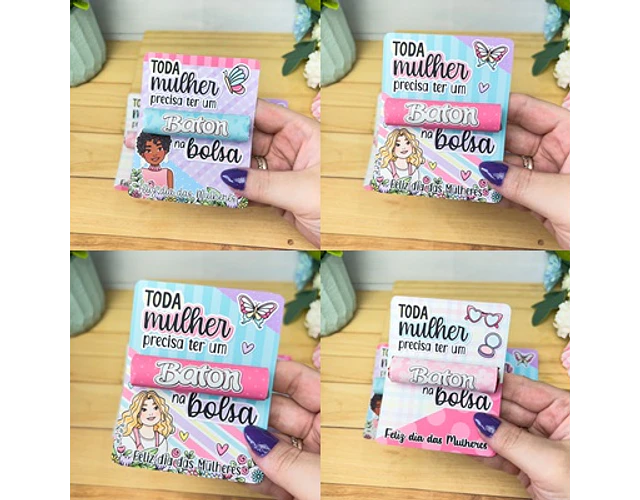 TODA
mulher
precisa ter um
Baton
na bolsa
Feliz dia das Mulheres
TODA
mulher
precisa ter um
Baton
na bolsa
Feliz dia das Mulheres
TODA
mulher
precisa ter um
Baton
na bolsa
Feliz dia das Mulheres
TODA
mulher
precisa ter um
Baton
na bolsa
Feliz dia das Mulheres